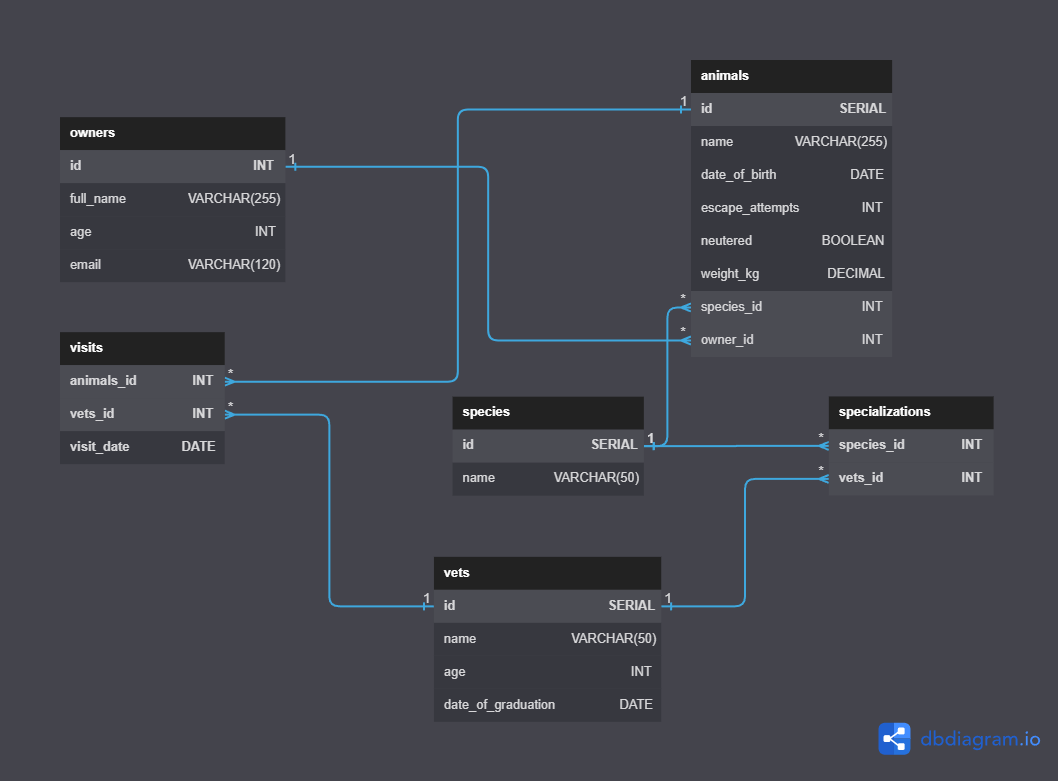 animals
1
id SERIAL
name VARCHAR(255)
date_of_birth DATE
escape_attempts INT
neutered BOOLEAN
weight_kg DECIMAL
*
species_id INT
*
owner_id INT
owners
id INT
1
full_name VARCHAR(255)
age INT
email VARCHAR(120)
visits
animals_id INT
*
vets_id INT
*
visit_date DATE
species
id SERIAL
1
name VARCHAR(50)
specializations
*
species_id INT
*
vets_id INT
vets
1
id SERIAL
1
name VARCHAR(50)
age INT
date_of_graduation DATE
dbdiagram.io